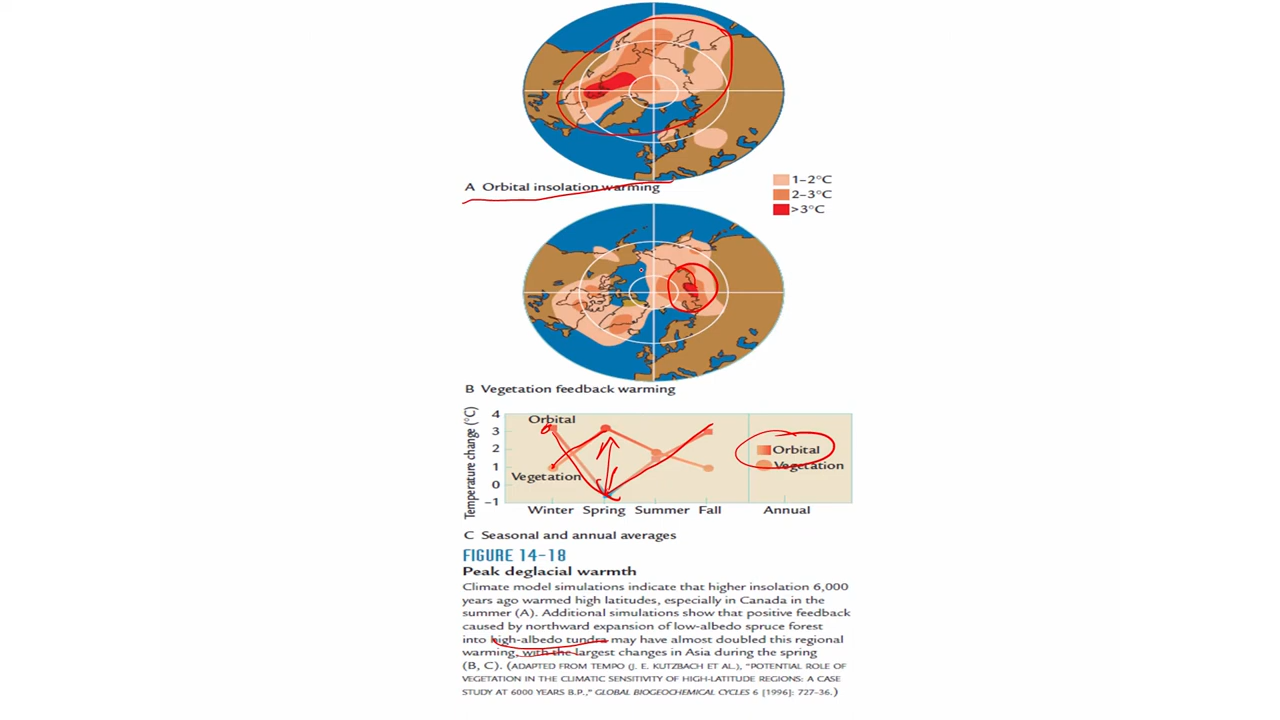 A Orbital insolation warming
1–2°C
2–3°C
>3°C
B Vegetation feedback warming
Temperature change (°C)
4
3
2
1
0
−1
Orbital
Vegetation
Orbital
Vegetation
Winter Spring Summer Fall Annual
C Seasonal and annual averages
FIGURE 14–18
Peak deglacial warmth
Climate model simulations indicate that higher insolation 6,000
years ago warmed high latitudes, especially in Canada in the
summer (A). Additional simulations show that positive feedback
caused by northward expansion of low-albedo spruce forest
into high-albedo tundra may have almost doubled this regional
warming, with the largest changes in Asia during the spring
(B, C). (ADAPTED FROM TEMPO (J. E. KUTZBACH ET AL.), "POTENTIAL ROLE OF
VEGETATION IN THE CLIMATIC SENSITIVITY OF HIGH-LATITUDE REGIONS: A CASE
STUDY AT 6000 YEARS B.P.," GLOBAL BIOGEOCHEMICAL CYCLES 6 [1996]: 727–36.)